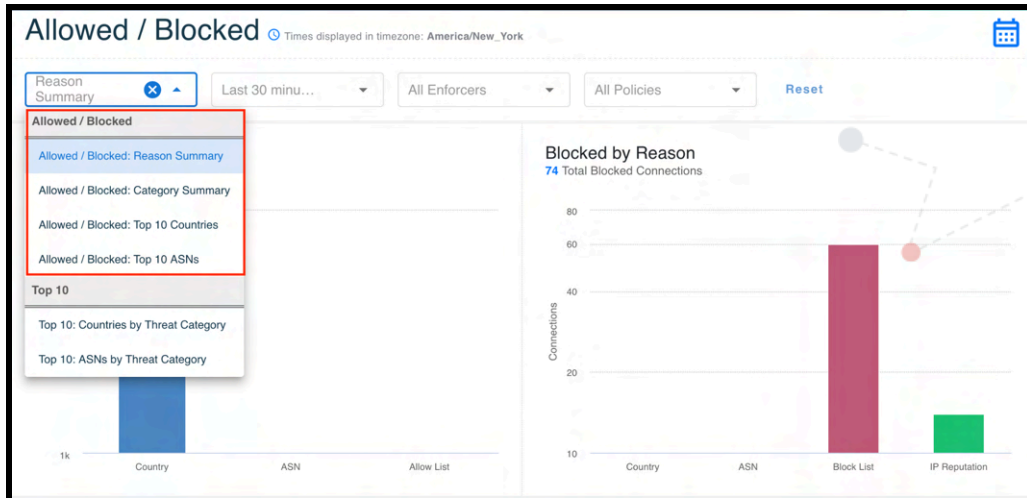 Allowed / Blocked Times displayed in timezone: America/New_York
Reason
Summary
Last 30 minu...
All Enforcers
All Policies
Reset
Allowed / Blocked
Allowed / Blocked: Reason Summary
Allowed / Blocked: Category Summary
Allowed / Blocked: Top 10 Countries
Allowed / Blocked: Top 10 ASNs
Top 10
Top 10: Countries by Threat Category
Top 10: ASNs by Threat Category
1k
Country
ASN
Allow List
Blocked by Reason
74 Total Blocked Connections
80
60
40
20
10
Connections
Country
ASN
Block List
IP Reputation